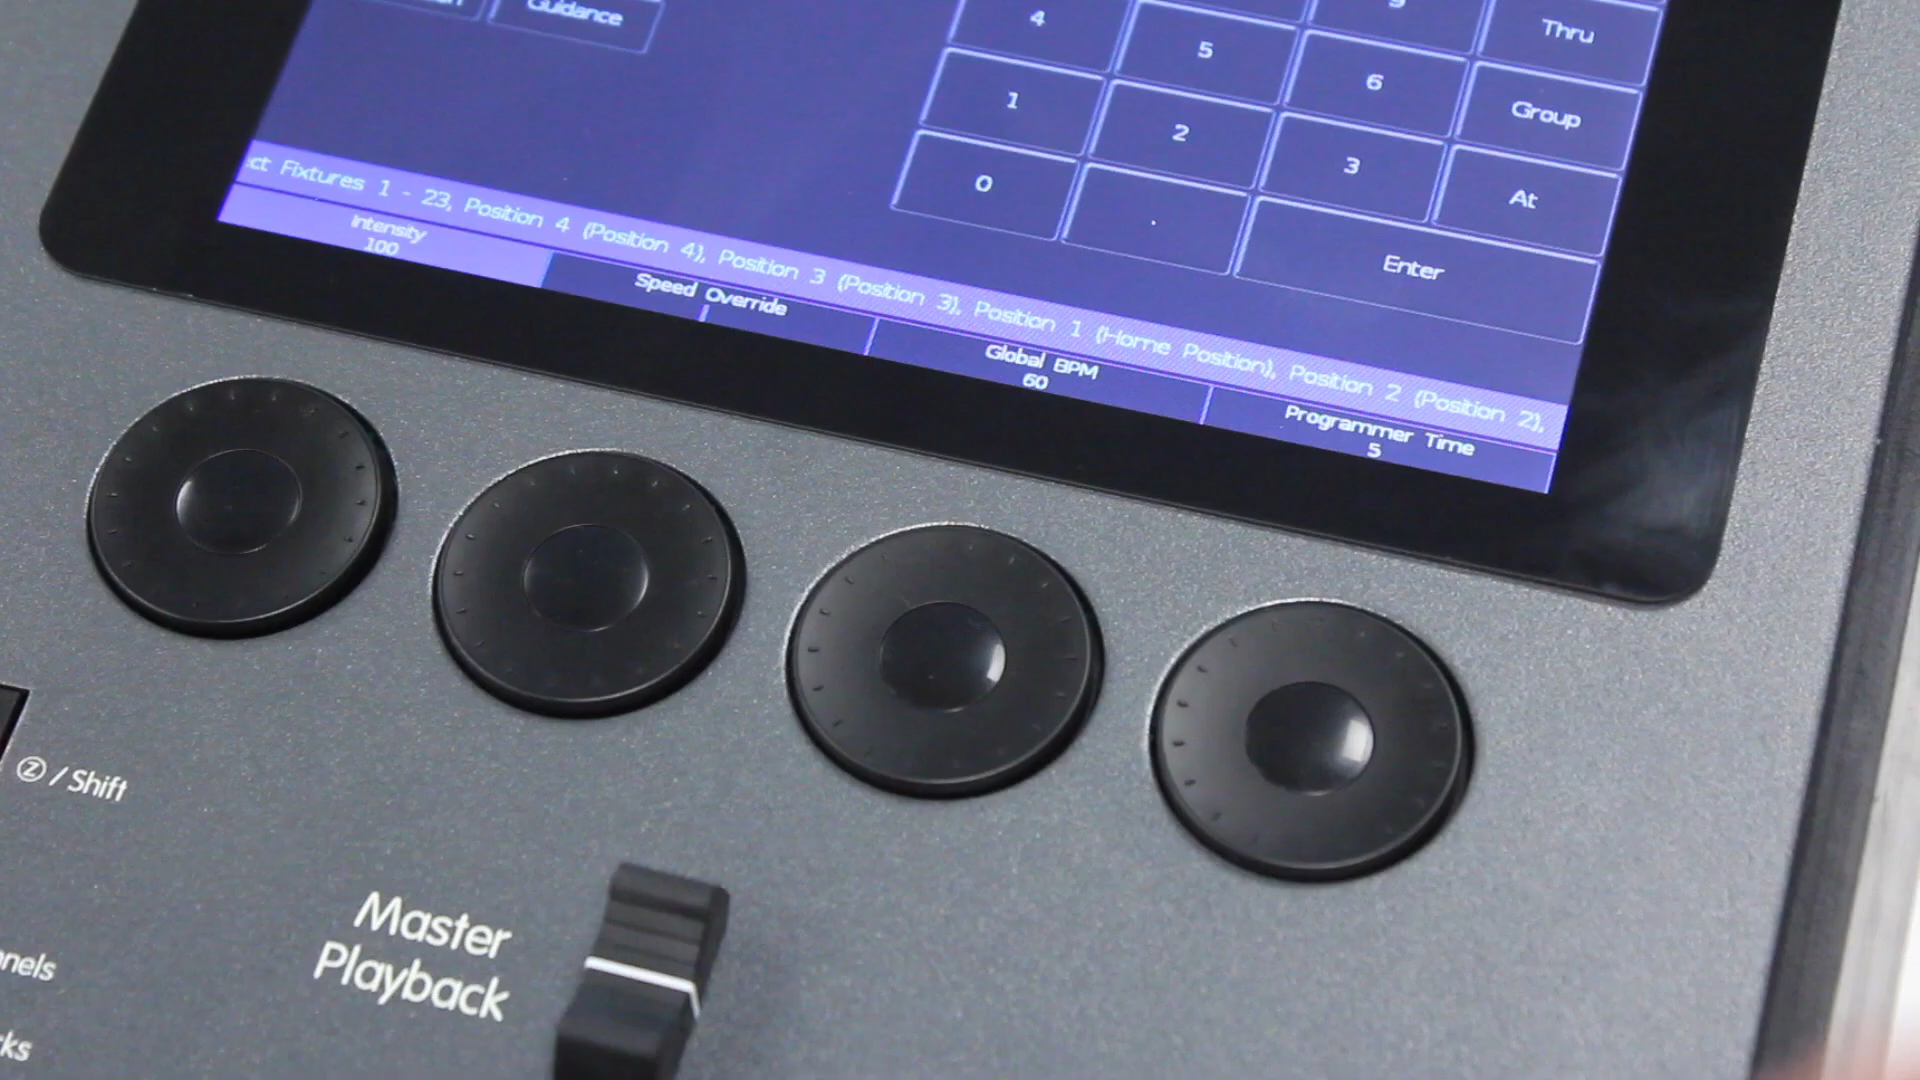 Guidance
4
5
6
Thru
1
2
3
Group
0
.
At
Enter
ct Fixtures 1 - 23, Position 4 (Position 4), Position 3 (Position 3), Position 1 (Home Position), Position 2 (Position 2),
Intensity
100
Speed Override
Global BPM
60
Programmer Time
5
Ⓩ / Shift
Master
Playback
nnels
ks